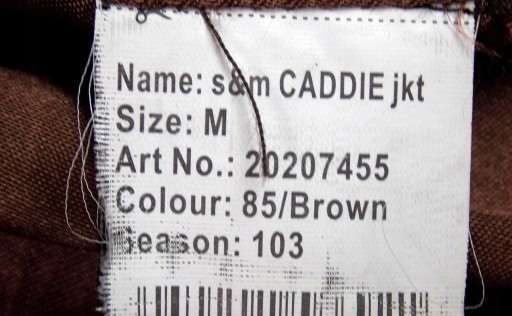 Name: s&m CADDIE jkt
Size: M
Art No.: 20207455
Colour: 85/Brown
Season: 103